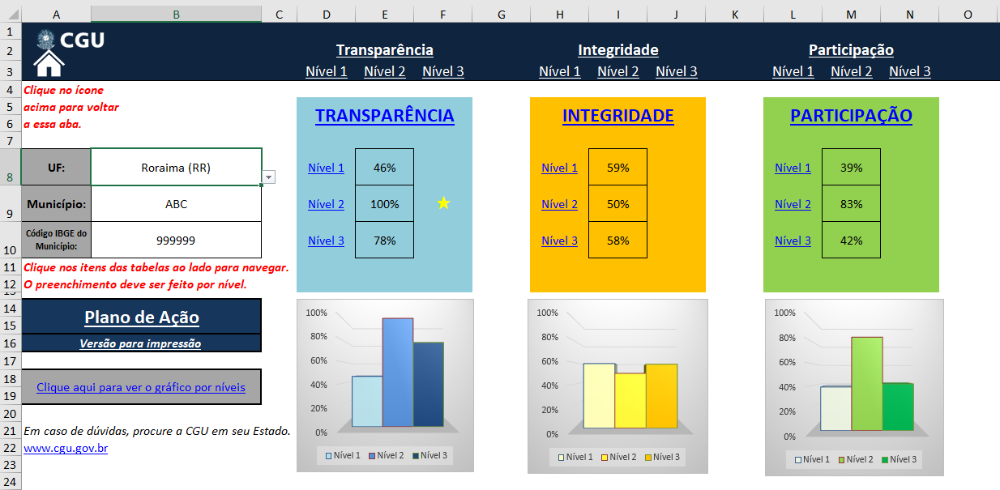 A B C D E F G H I J K L M N O
1
2
3
4
5
6
7
8
9
10
11
12
13
14
15
16
17
18
19
20
21
22
23
24
CGU
Transparência Integridade Participação
Nível 1 Nível 2 Nível 3 Nível 1 Nível 2 Nível 3 Nível 1 Nível 2 Nível 3
Clique no ícone
acima para voltar
a essa aba.
UF: Roraima (RR)
Município: ABC
Código IBGE do
Município: 999999
Clique nos itens das tabelas ao lado para navegar.
O preenchimento deve ser feito por nível.
Plano de Ação
Versão para impressão
Clique aqui para ver o gráfico por níveis
Em caso de dúvidas, procure a CGU em seu Estado.
www.cgu.gov.br
TRANSPARÊNCIA
Nível 1 46%
Nível 2 100%
Nível 3 78%
100%
80%
60%
40%
20%
0%
Nível 1 Nível 2 Nível 3
INTEGRIDADE
Nível 1 59%
Nível 2 50%
Nível 3 58%
100%
80%
60%
40%
20%
0%
Nível 1 Nível 2 Nível 3
PARTICIPAÇÃO
Nível 1 39%
Nível 2 83%
Nível 3 42%
100%
80%
60%
40%
20%
0%
Nível 1 Nível 2 Nível 3